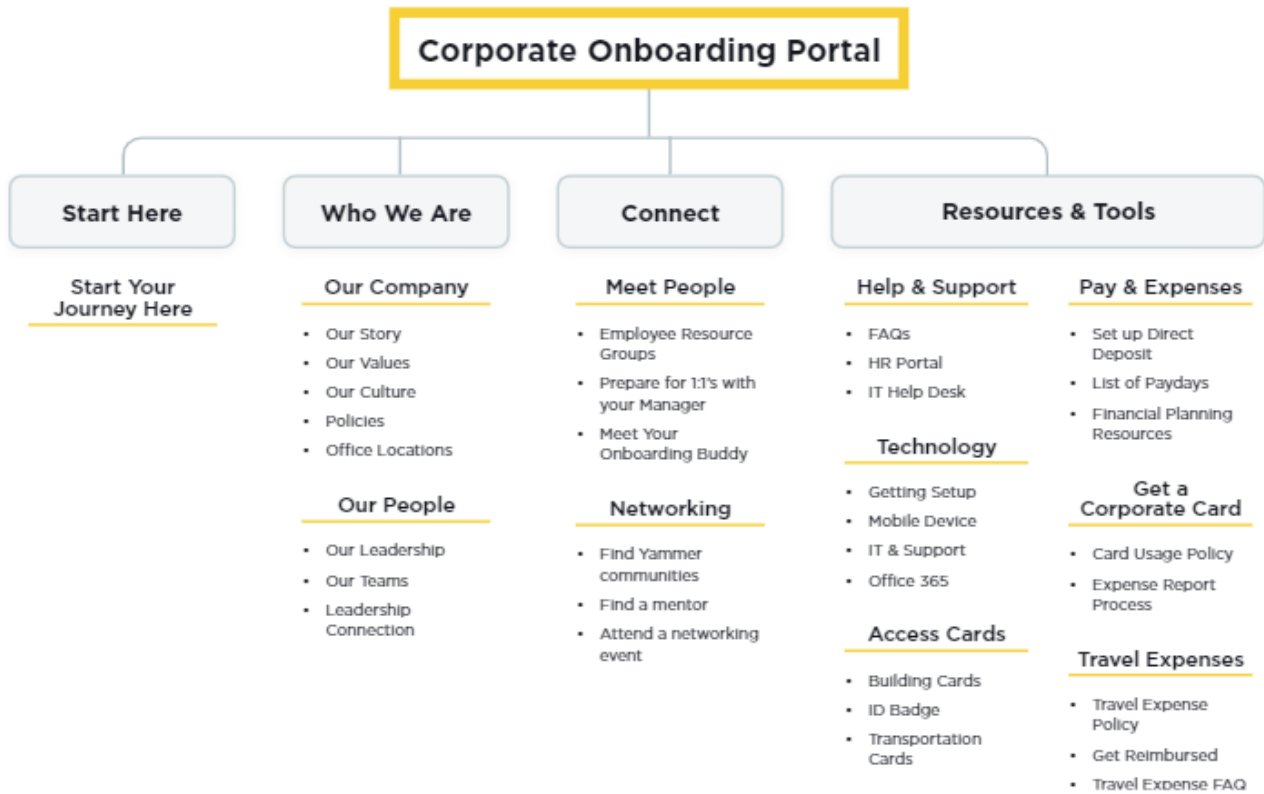 Corporate Onboarding Portal
Start Here
Who We Are
Connect
Resources & Tools
Start Your
Journey Here
Our Company
• Our Story
• Our Values
• Our Culture
• Policies
• Office Locations
Our People
• Our Leadership
• Our Teams
• Leadership
Connection
Meet People
• Employee Resource
Groups
• Prepare for 1:1's with
your Manager
• Meet Your
Onboarding Buddy
Networking
• Find Yammer
communities
• Find a mentor
• Attend a networking
event
Help & Support
• FAQs
• HR Portal
• IT Help Desk
Technology
• Getting Setup
• Mobile Device
• IT & Support
• Office 365
Access Cards
• Building Cards
• ID Badge
• Transportation
Cards
Pay & Expenses
• Set up Direct
Deposit
• List of Paydays
• Financial Planning
Resources
Get a
Corporate Card
• Card Usage Policy
• Expense Report
Process
Travel Expenses
• Travel Expense
Policy
• Get Reimbursed
• Travel Expense FAQ